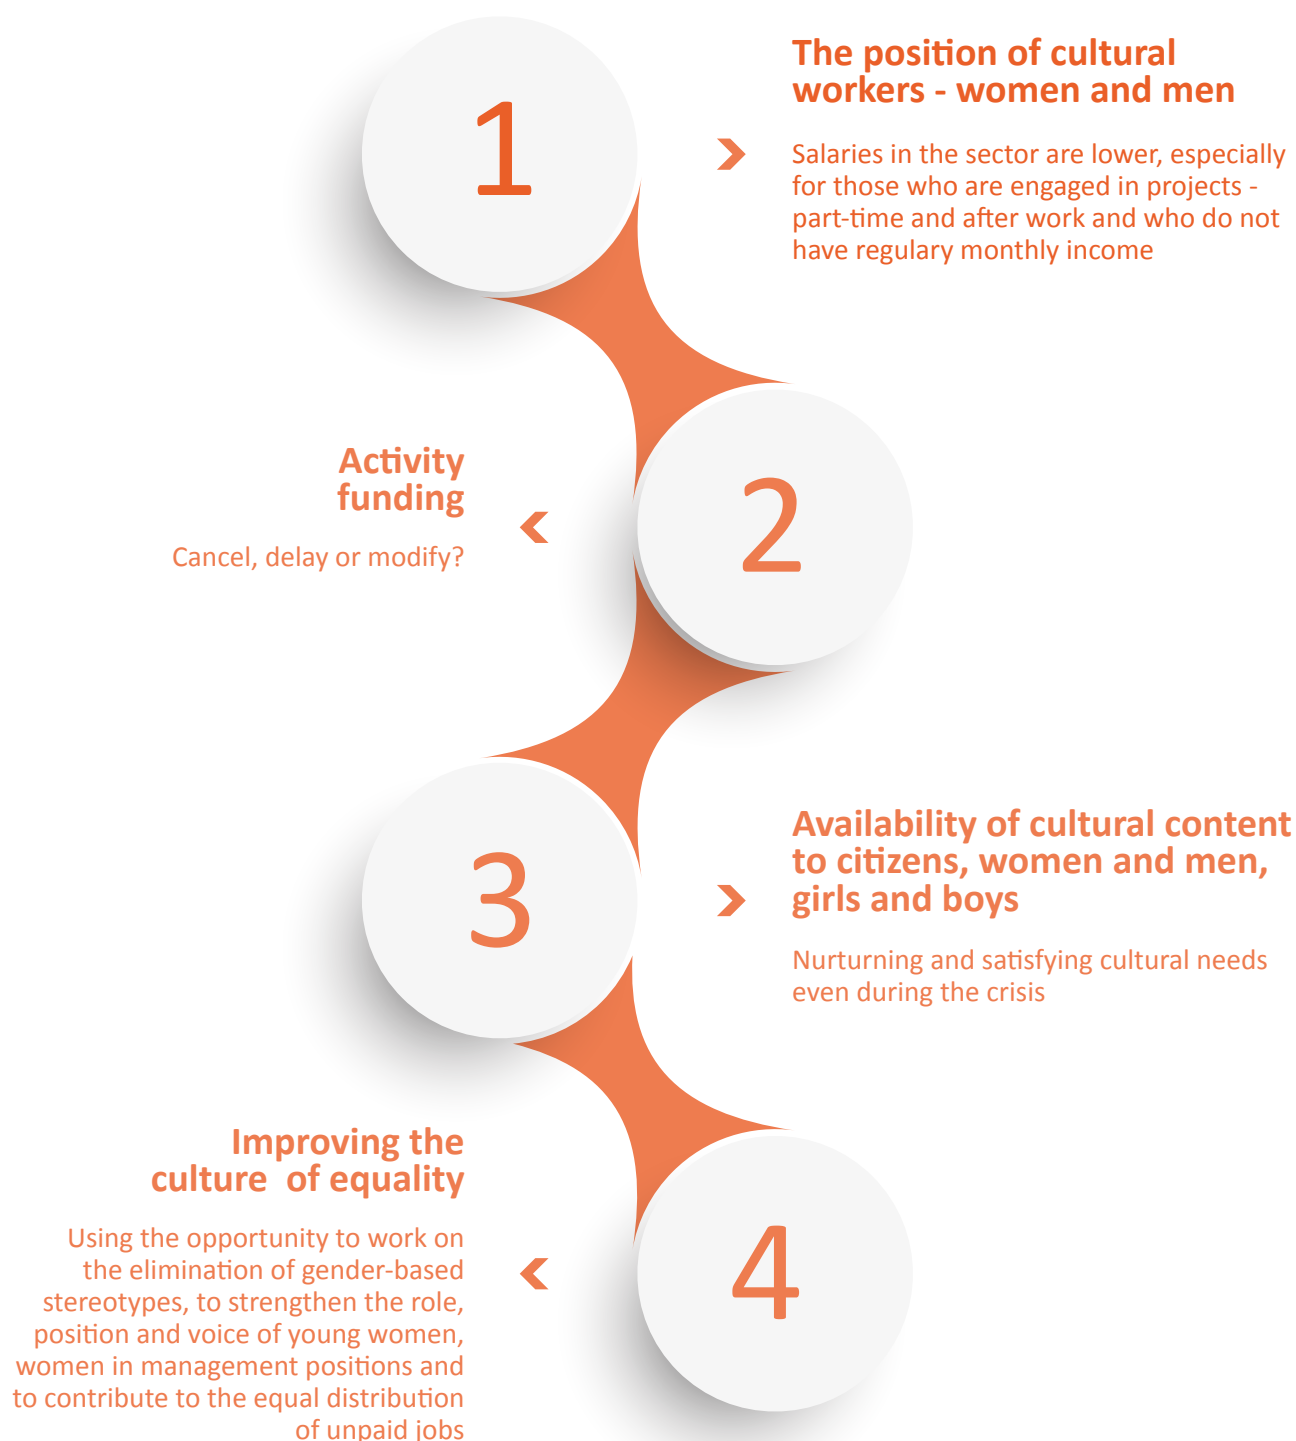 1
The position of cultural
workers - women and men
Salaries in the sector are lower, especially
for those who are engaged in projects -
part-time and after work and who do not
have regulary monthly income
2
Activity
funding
Cancel, delay or modify?
3
Availability of cultural content
to citizens, women and men,
girls and boys
Nurturning and satisfying cultural needs
even during the crisis
4
Improving the
culture  of equality
Using the opportunity to work on
the elimination of gender-based
stereotypes, to strengthen the role,
position and voice of young women,
women in management positions and
to contribute to the equal distribution
of unpaid jobs